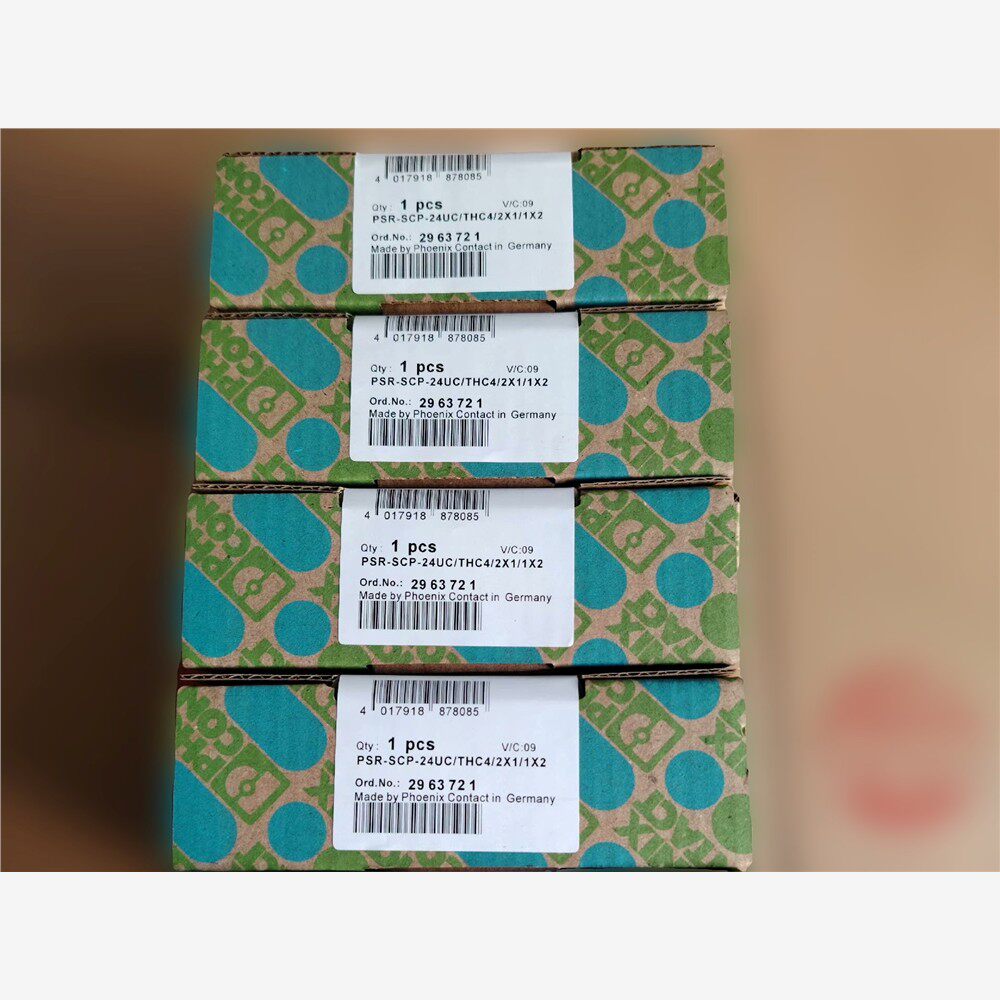 4 017918 878085
Qty: 1 pcs V/C:09
PSR-SCP-24UC/THC4/2X1/1X2
Ord.No.: 29 63 72 1
Made by Phoenix Contact in Germany
4 017918 878085
Qty: 1 pcs V/C:09
PSR-SCP-24UC/THC4/2X1/1X2
Ord.No.: 29 63 72 1
Made by Phoenix Contact in Germany
4 017918 878085
Qty: 1 pcs V/C:09
PSR-SCP-24UC/THC4/2X1/1X2
Ord.No.: 29 63 72 1
Made by Phoenix Contact in Germany
4 017918 878085
Qty: 1 pcs V/C:09
PSR-SCP-24UC/THC4/2X1/1X2
Ord.No.: 29 63 72 1
Made by Phoenix Contact in Germany